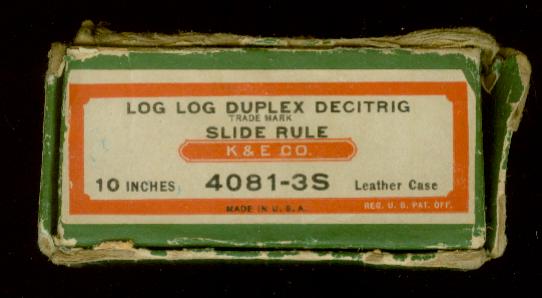 LOG LOG DUPLEX DECITRIG
TRADE MARK
SLIDE RULE
K & E CO.
10 INCHES 4081-3S Leather Case
MADE IN U.S.A. REG. U.S. PAT. OFF.